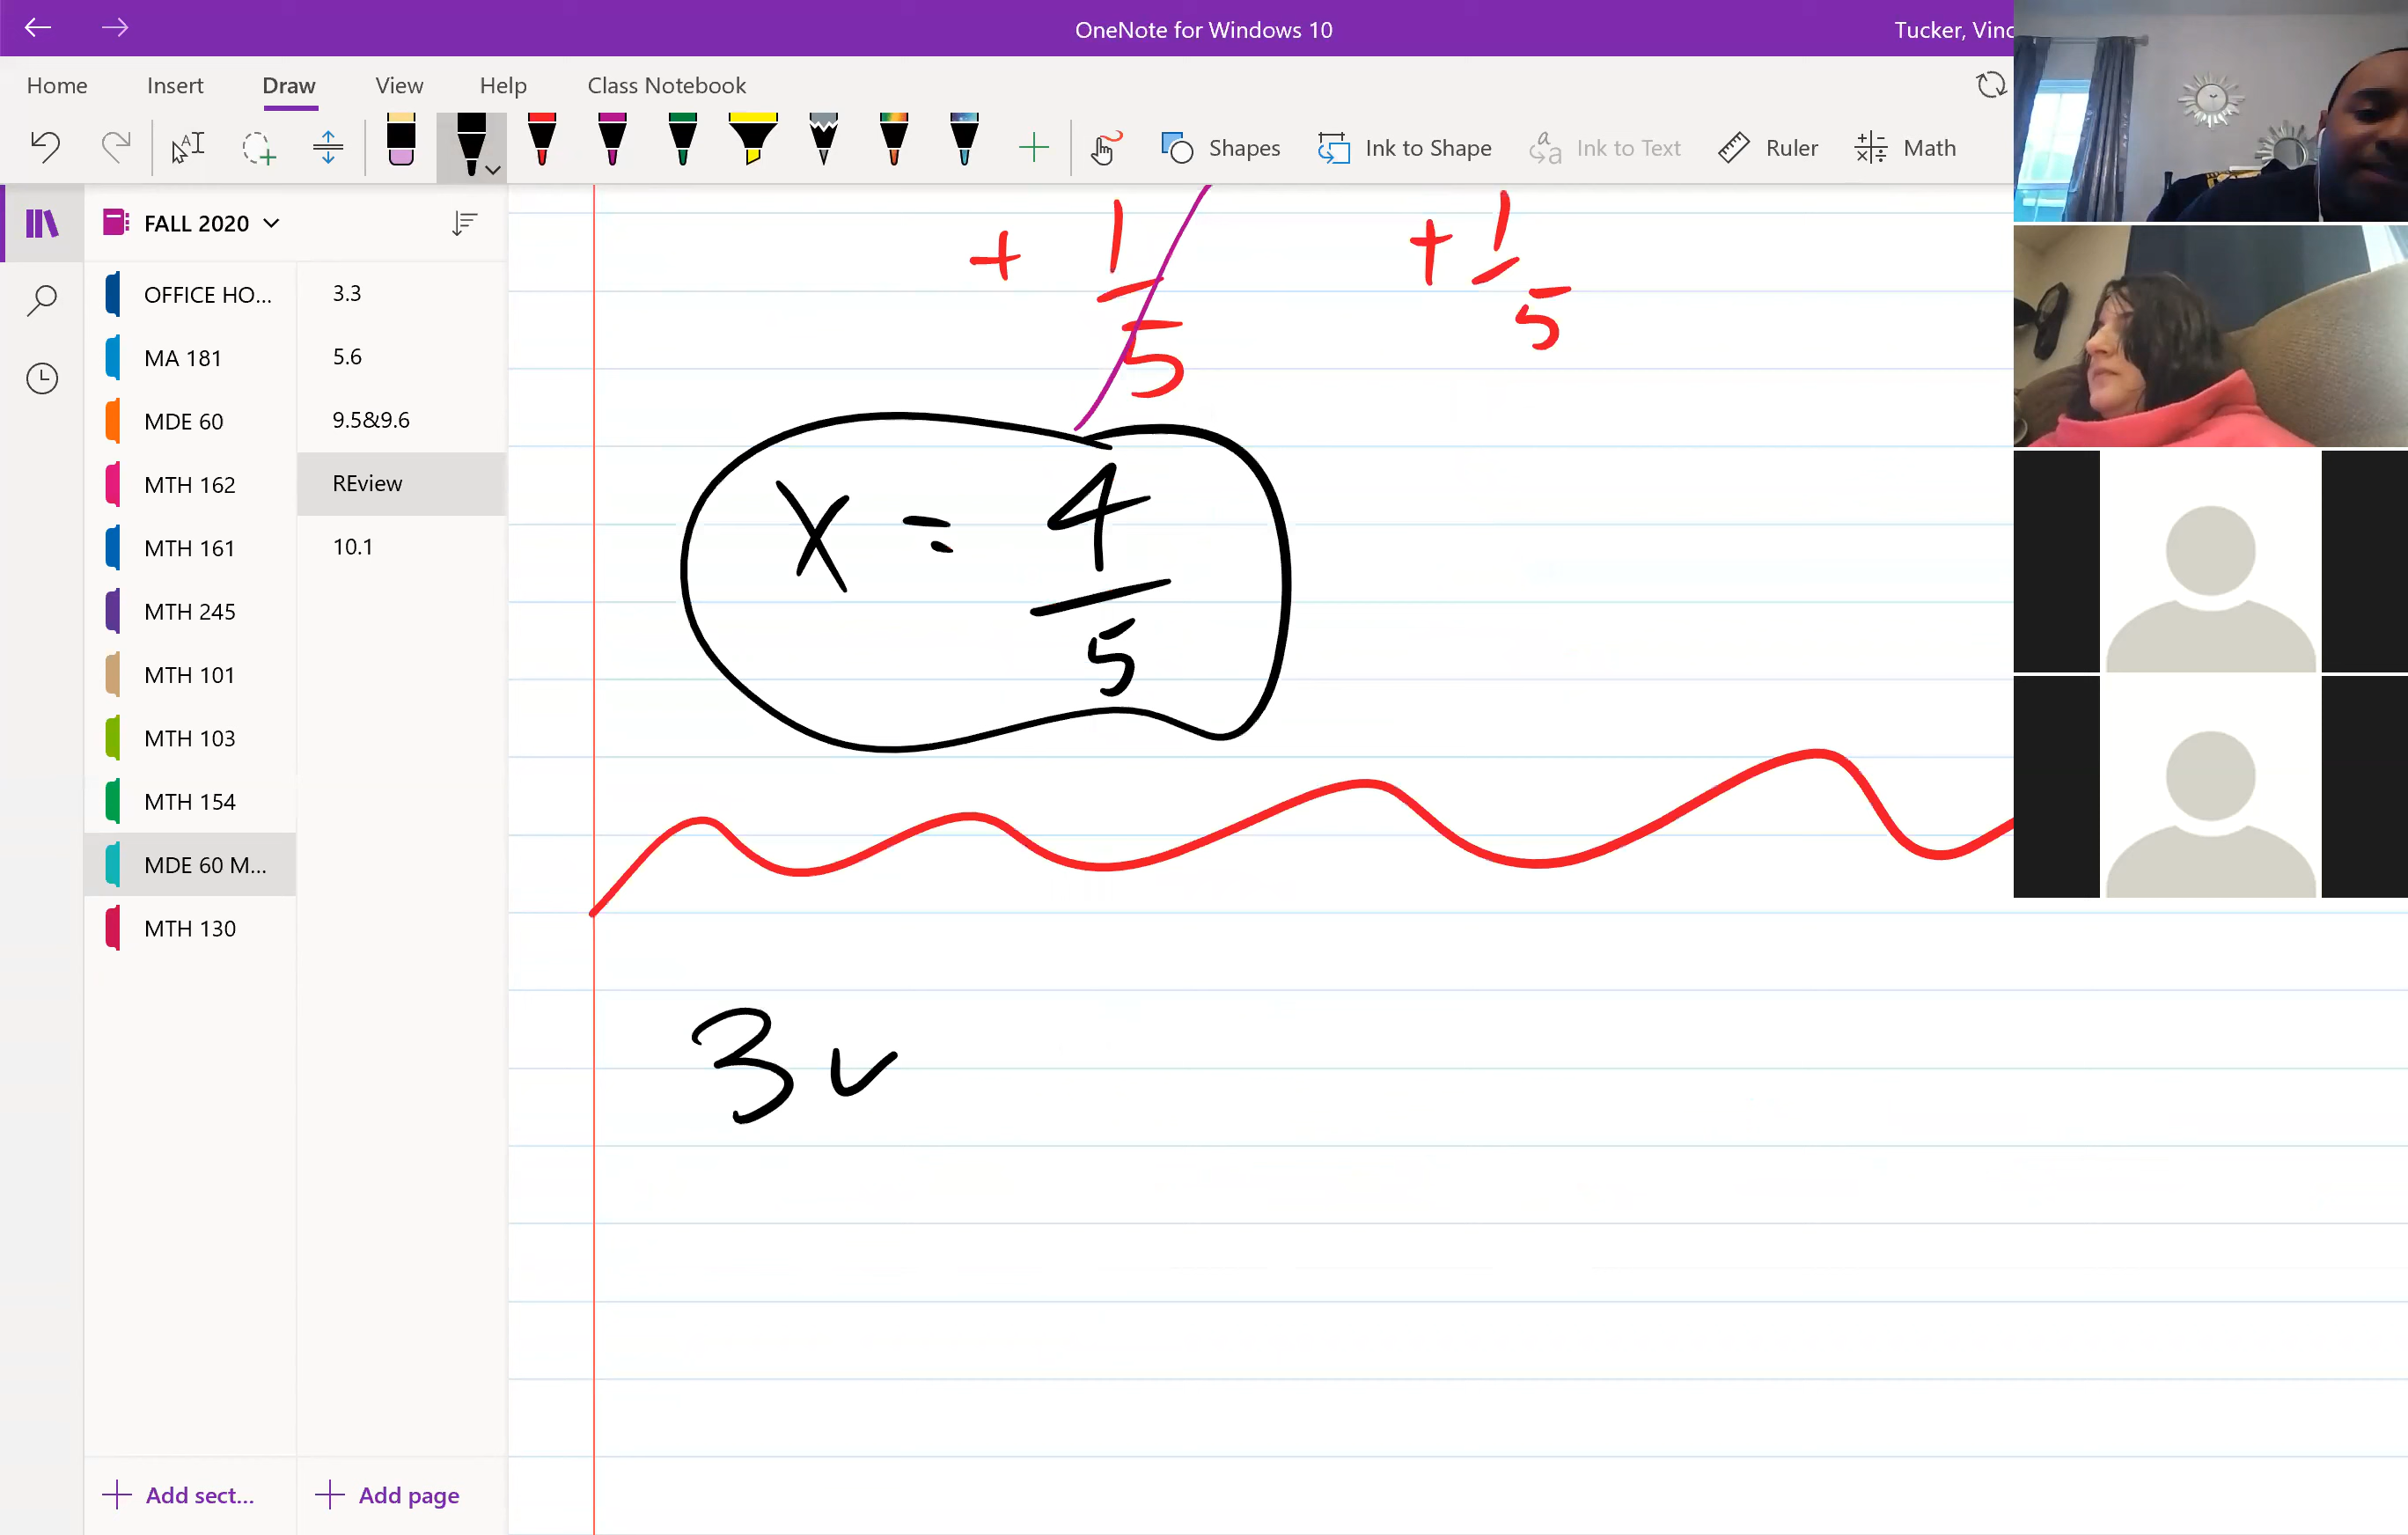 OneNote for Windows 10
Tucker, Vinc
Home Insert Draw View Help Class Notebook
Shapes Ink to Shape Ink to Text Ruler Math
FALL 2020
OFFICE HO...
MA 181
MDE 60
MTH 162
MTH 161
MTH 245
MTH 101
MTH 103
MTH 154
MDE 60 M...
MTH 130
Add sect...
3.3
5.6
9.5&9.6
REview
10.1
Add page
+ 1/5 + 1/5
x = 4/5
3v